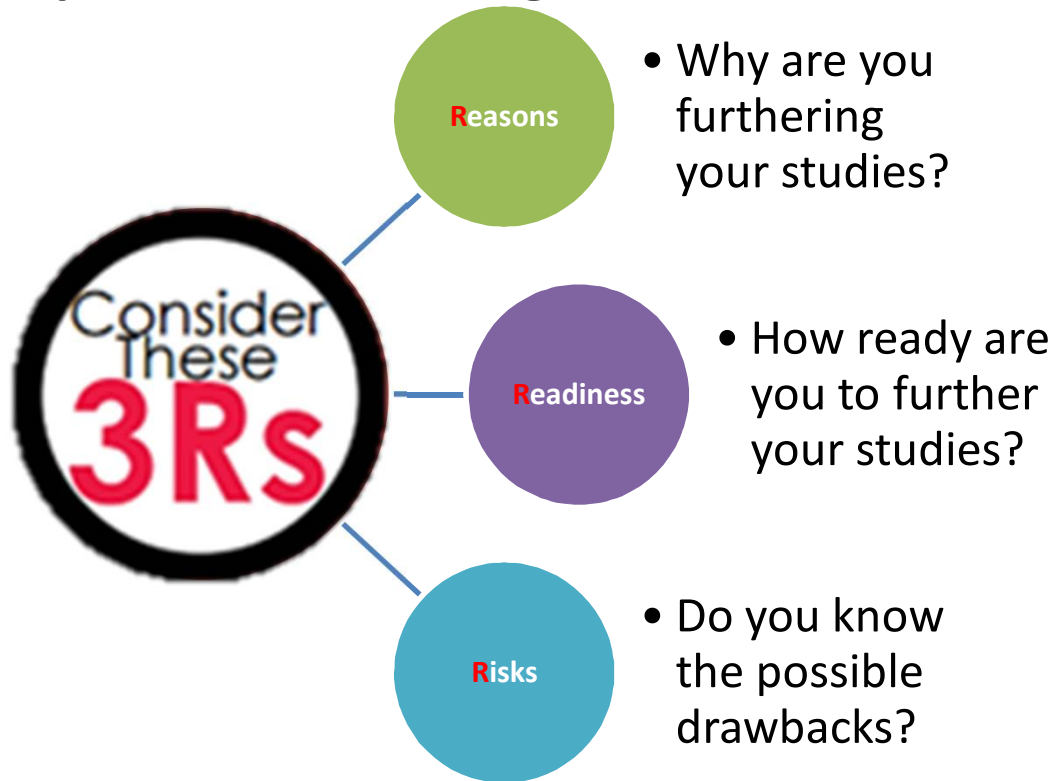 Consider
These
3Rs
Reasons
• Why are you
furthering
your studies?
Readiness
• How ready are
you to further
your studies?
Risks
• Do you know
the possible
drawbacks?